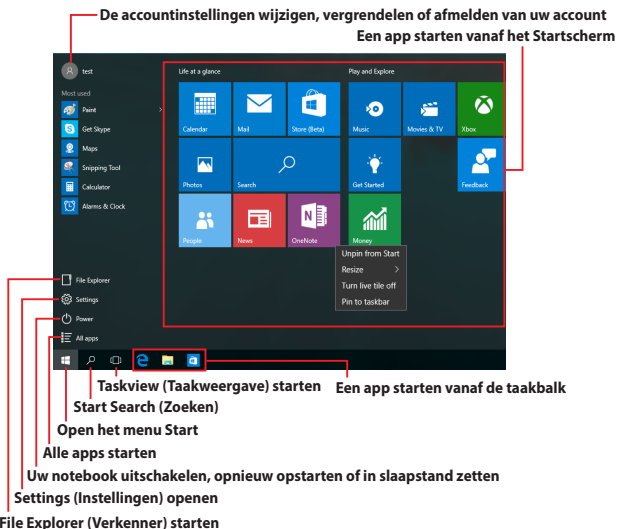 De accountinstellingen wijzigen, vergrendelen of afmelden van uw account
Een app starten vanaf het Startscherm
test
Most used
Paint
Get Skype
Maps
Snipping Tool
Calculator
Alarms & Clock
File Explorer
Settings
Power
All apps
Life at a glance
Play and Explore
Calendar
Mail
Store (Beta)
Music
Movies & TV
Xbox
Photos
Search
Get Started
Feedback
People
News
OneNote
Money
Unpin from Start
Resize
Turn live tile off
Pin to taskbar
Taskview (Taakweergave) starten
Een app starten vanaf de taakbalk
Start Search (Zoeken)
Open het menu Start
Alle apps starten
Uw notebook uitschakelen, opnieuw opstarten of in slaapstand zetten
Settings (Instellingen) openen
File Explorer (Verkenner) starten